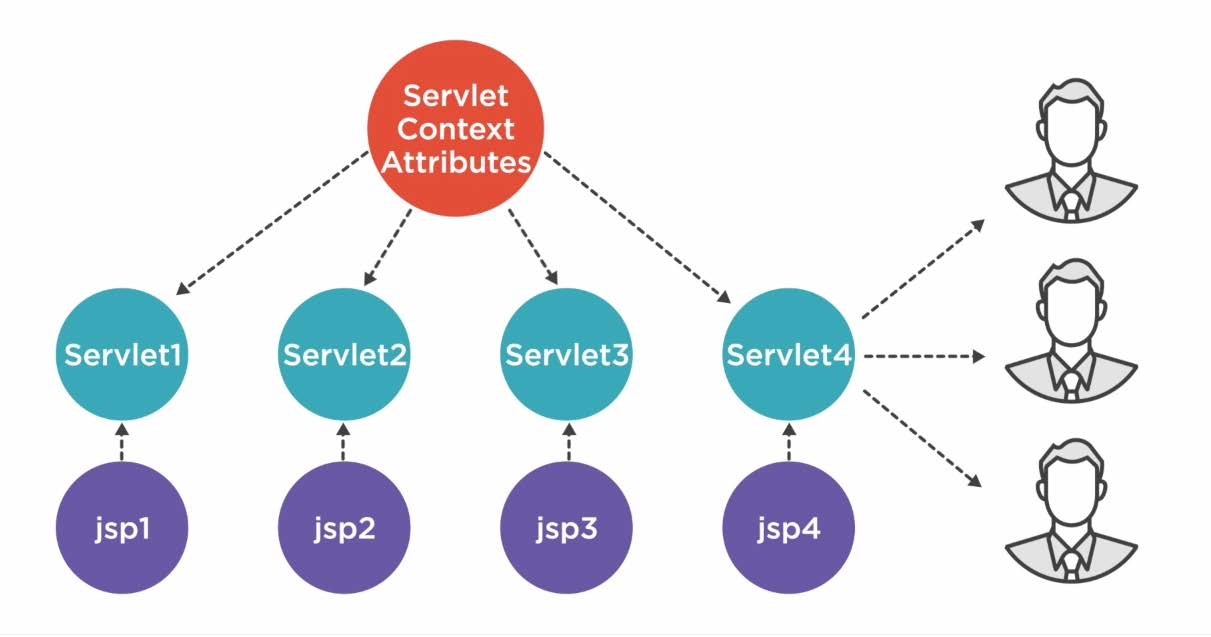 Servlet
Context
Attributes
Servlet1
Servlet2
Servlet3
Servlet4
jsp1
jsp2
jsp3
jsp4